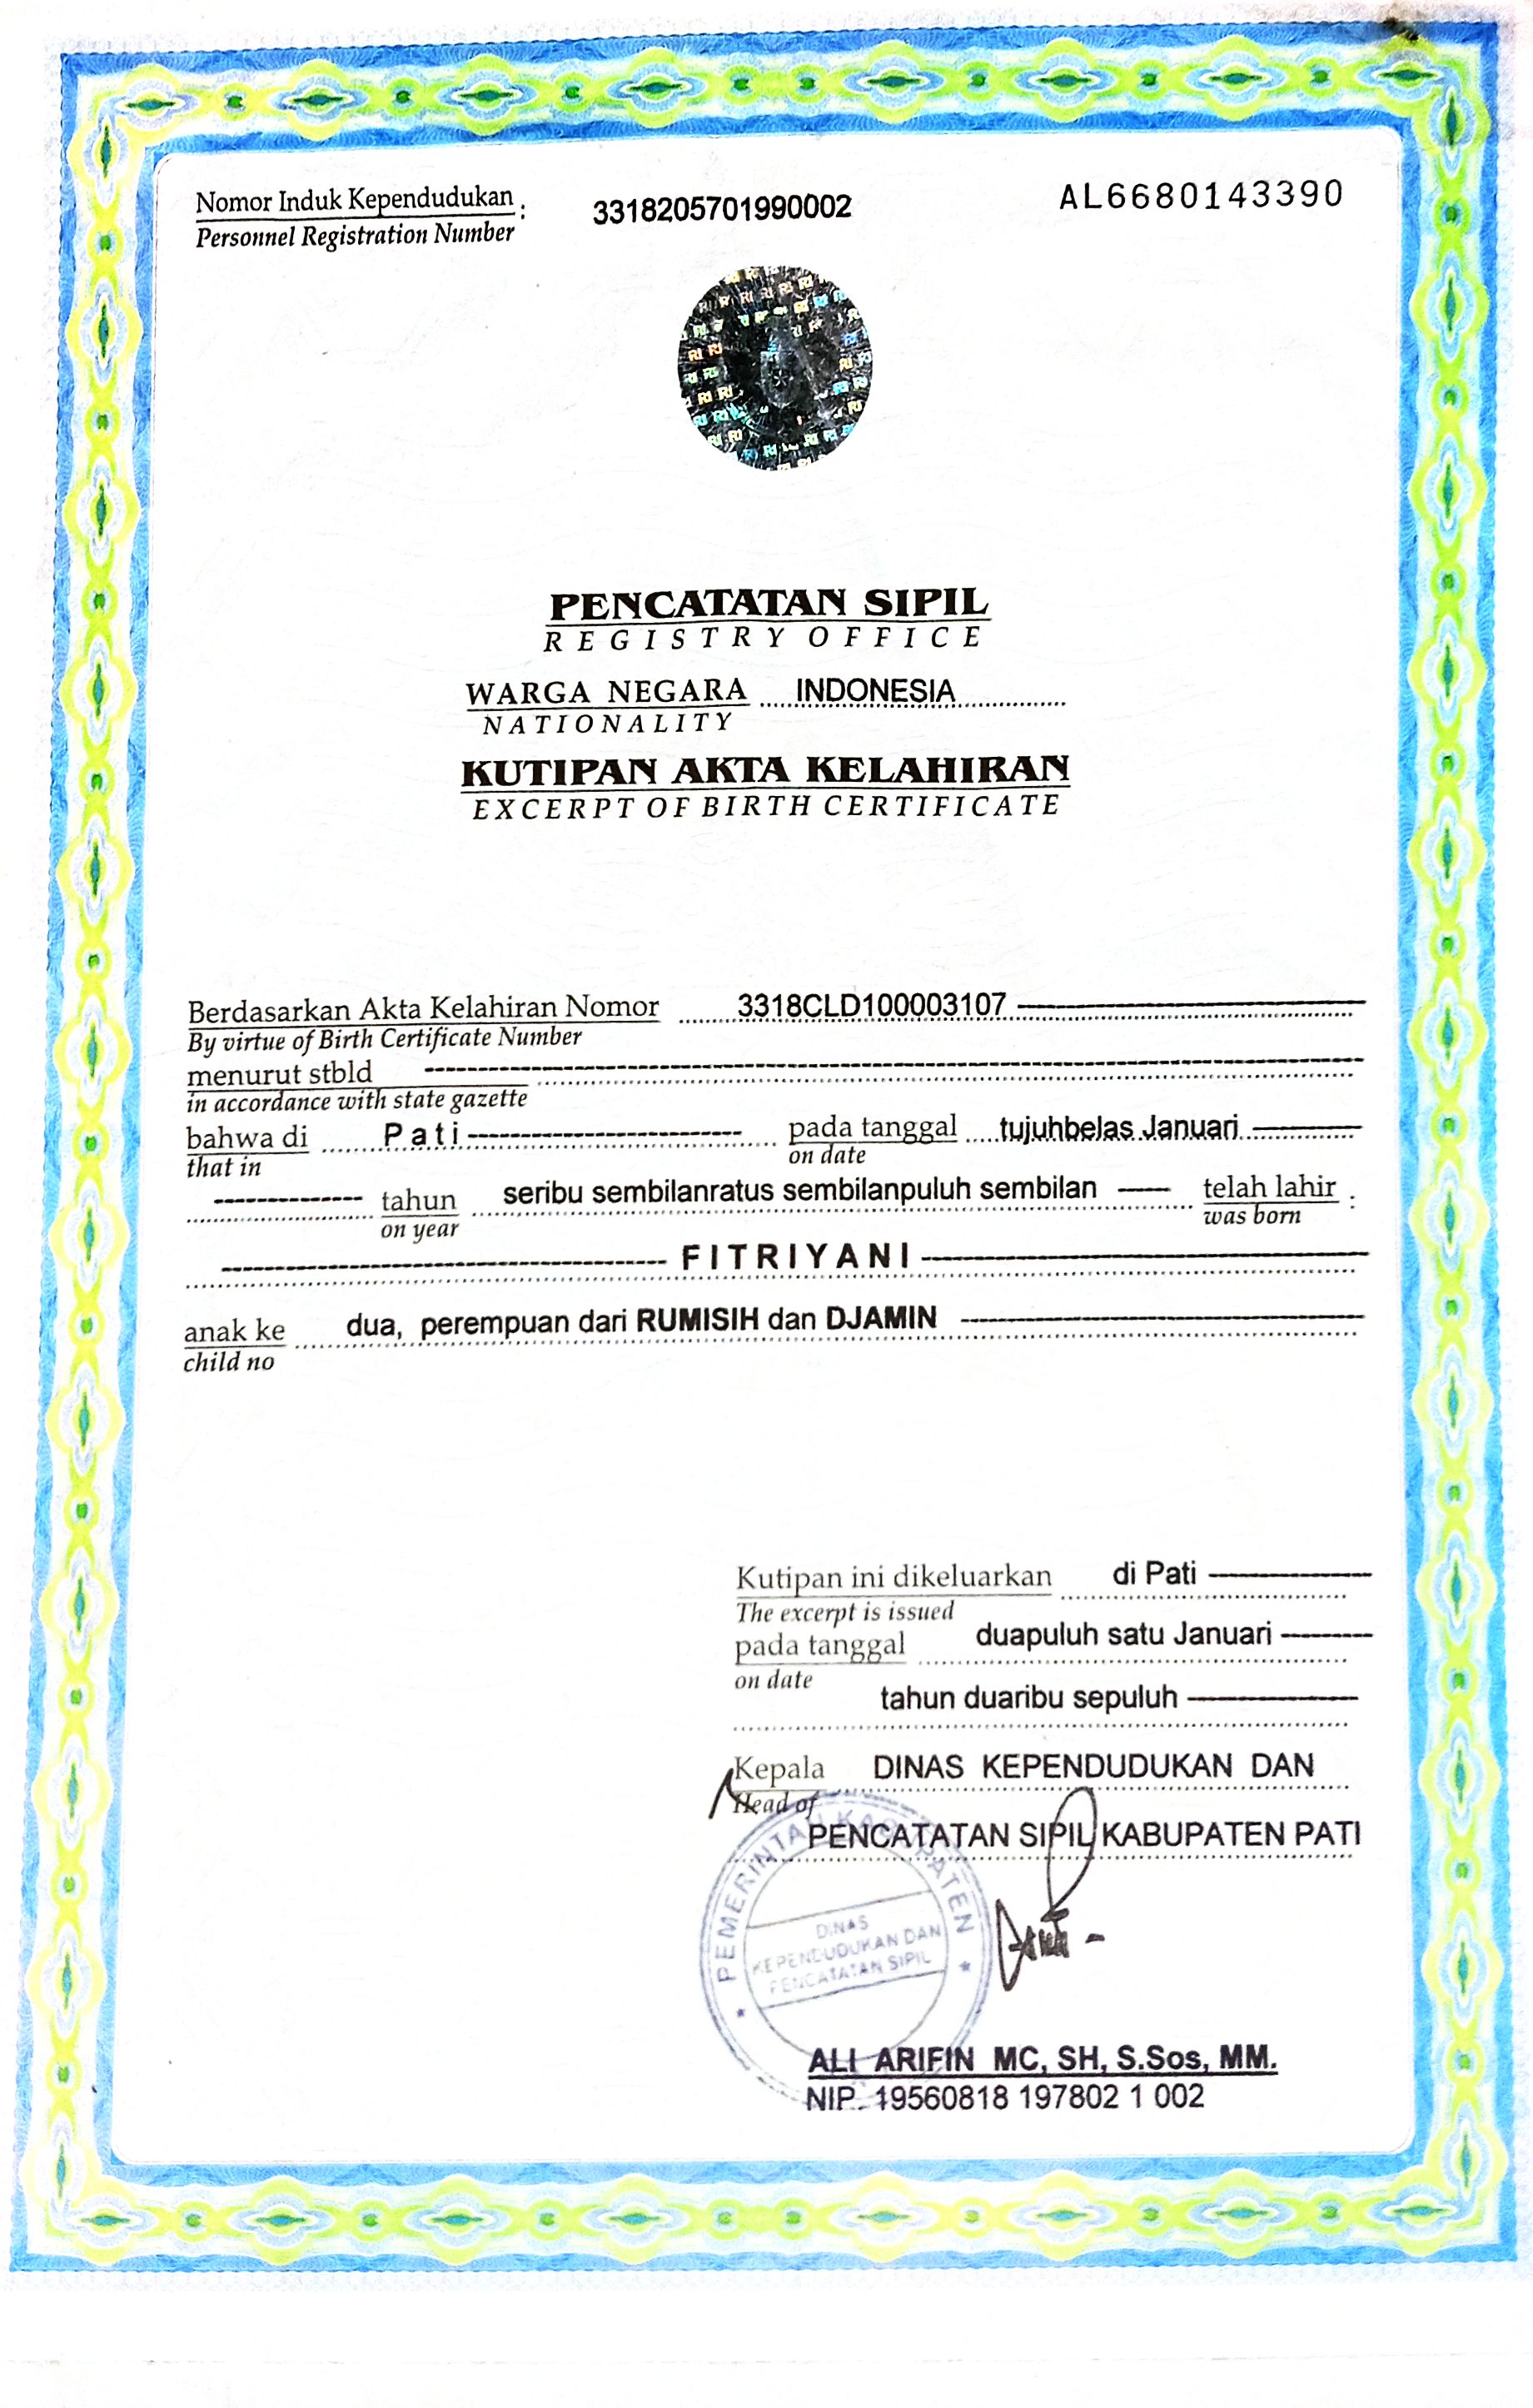 Nomor Induk Kependudukan : 3318205701990002 AL6680143390
Personnel Registration Number
PENCATATAN SIPIL
REGISTRY OFFICE
WARGA NEGARA INDONESIA
NATIONALITY
KUTIPAN AKTA KELAHIRAN
EXCERPT OF BIRTH CERTIFICATE
Berdasarkan Akta Kelahiran Nomor 3318CLD100003107
By virtue of Birth Certificate Number
menurut stbld
in accordance with state gazette
bahwa di Pati pada tanggal tujuhbelas Januari
that in on date
tahun seribu sembilanratus sembilanpuluh sembilan telah lahir :
on year was born
FITRIYANI
anak ke dua, perempuan dari RUMISIH dan DJAMIN
child no
Kutipan ini dikeluarkan di Pati
The excerpt is issued
pada tanggal duapuluh satu Januari
on date
tahun duaribu sepuluh
Kepala DINAS KEPENDUDUKAN DAN
Head of
PENCATATAN SIPIL KABUPATEN PATI
PEMERINTAH KABUPATEN
DINAS
KEPENDUDUKAN DAN
PENCATATAN SIPIL
ALI ARIFIN MC, SH, S.Sos, MM.
NIP. 19560818 197802 1 002